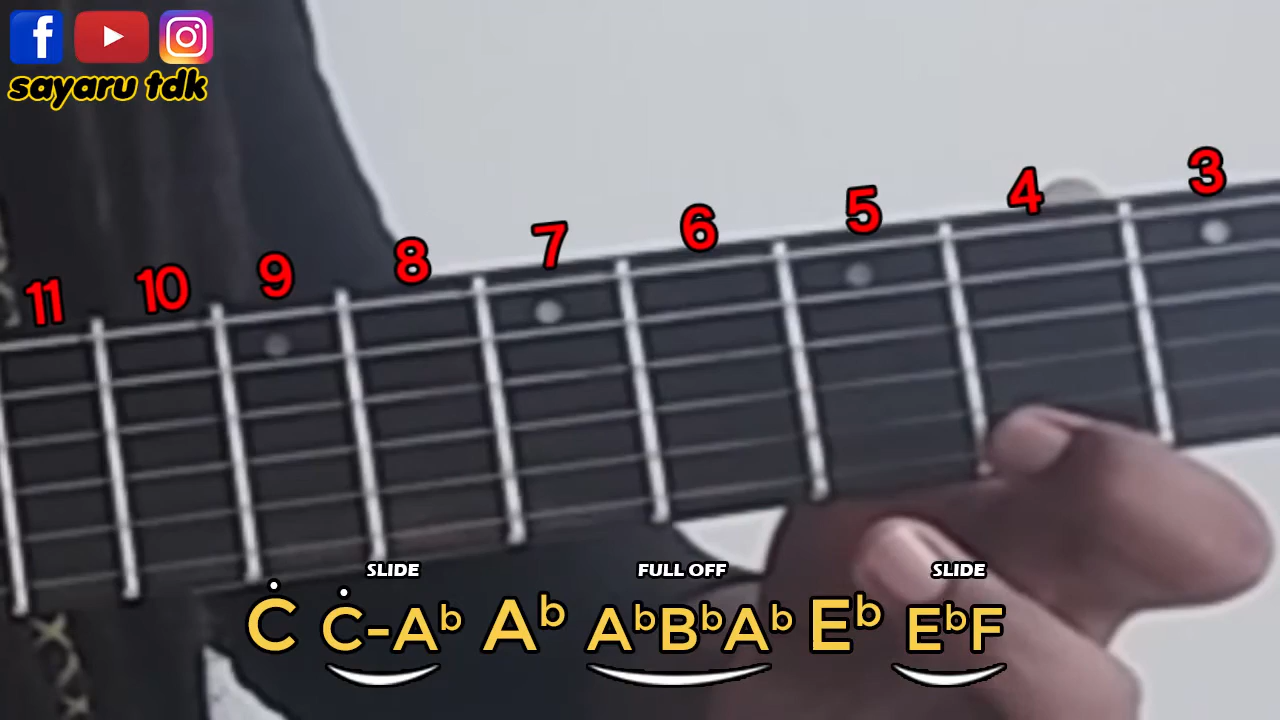 f
sayaru tdk
11 10 9 8 7 6 5 4 3
SLIDE FULL OFF SLIDE
Ċ Ċ-Aᵇ Aᵇ AᵇBᵇAᵇ Eᵇ EᵇF